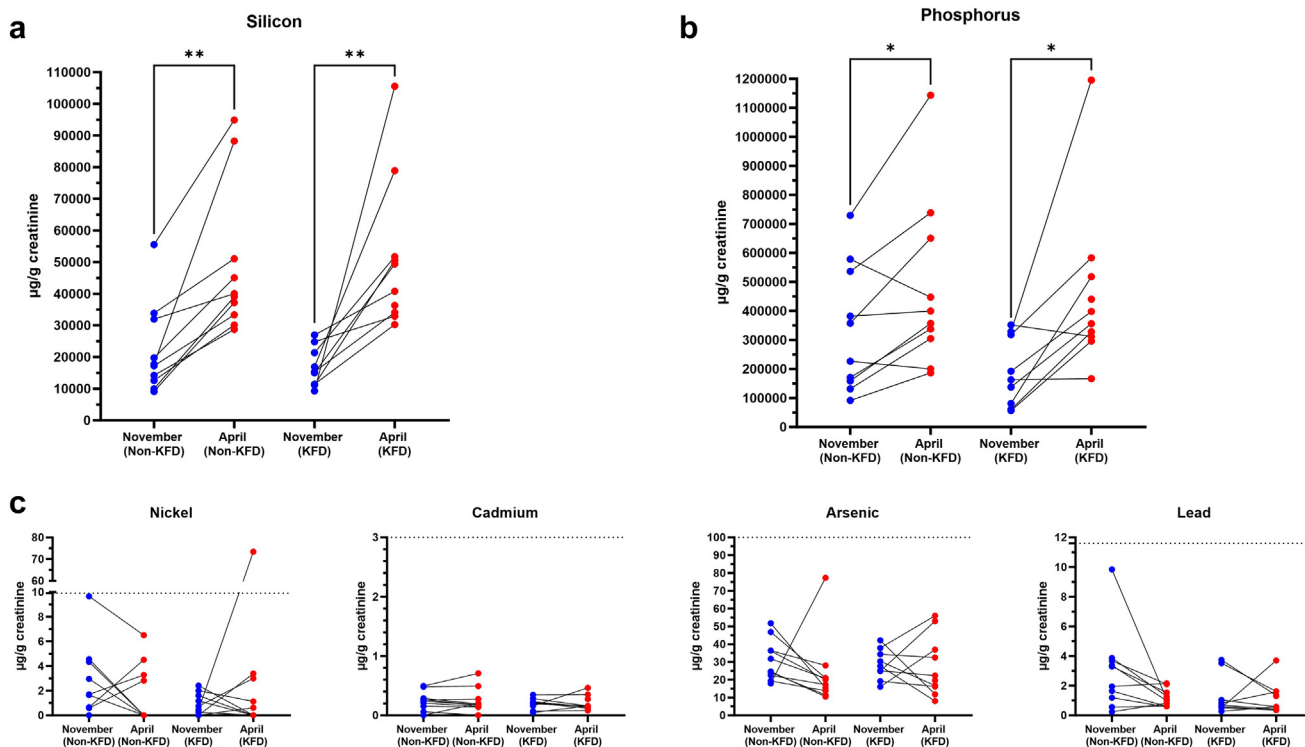 a
Silicon
**
**
µg/g creatinine
110000
100000
90000
80000
70000
60000
50000
40000
30000
20000
10000
0
November
(Non-KFD)
April
(Non-KFD)
November
(KFD)
April
(KFD)
b
Phosphorus
*
*
µg/g creatinine
1200000
1100000
1000000
900000
800000
700000
600000
500000
400000
300000
200000
100000
0
November
(Non-KFD)
April
(Non-KFD)
November
(KFD)
April
(KFD)
c
Nickel
µg/g creatinine
80
70
60
10
8
6
4
2
0
November
(Non-KFD)
April
(Non-KFD)
November
(KFD)
April
(KFD)
Cadmium
µg/g creatinine
3
2
1
0
November
(Non-KFD)
April
(Non-KFD)
November
(KFD)
April
(KFD)
Arsenic
µg/g creatinine
100
90
80
70
60
50
40
30
20
10
0
November
(Non-KFD)
April
(Non-KFD)
November
(KFD)
April
(KFD)
Lead
µg/g creatinine
12
10
8
6
4
2
0
November
(Non-KFD)
April
(Non-KFD)
November
(KFD)
April
(KFD)